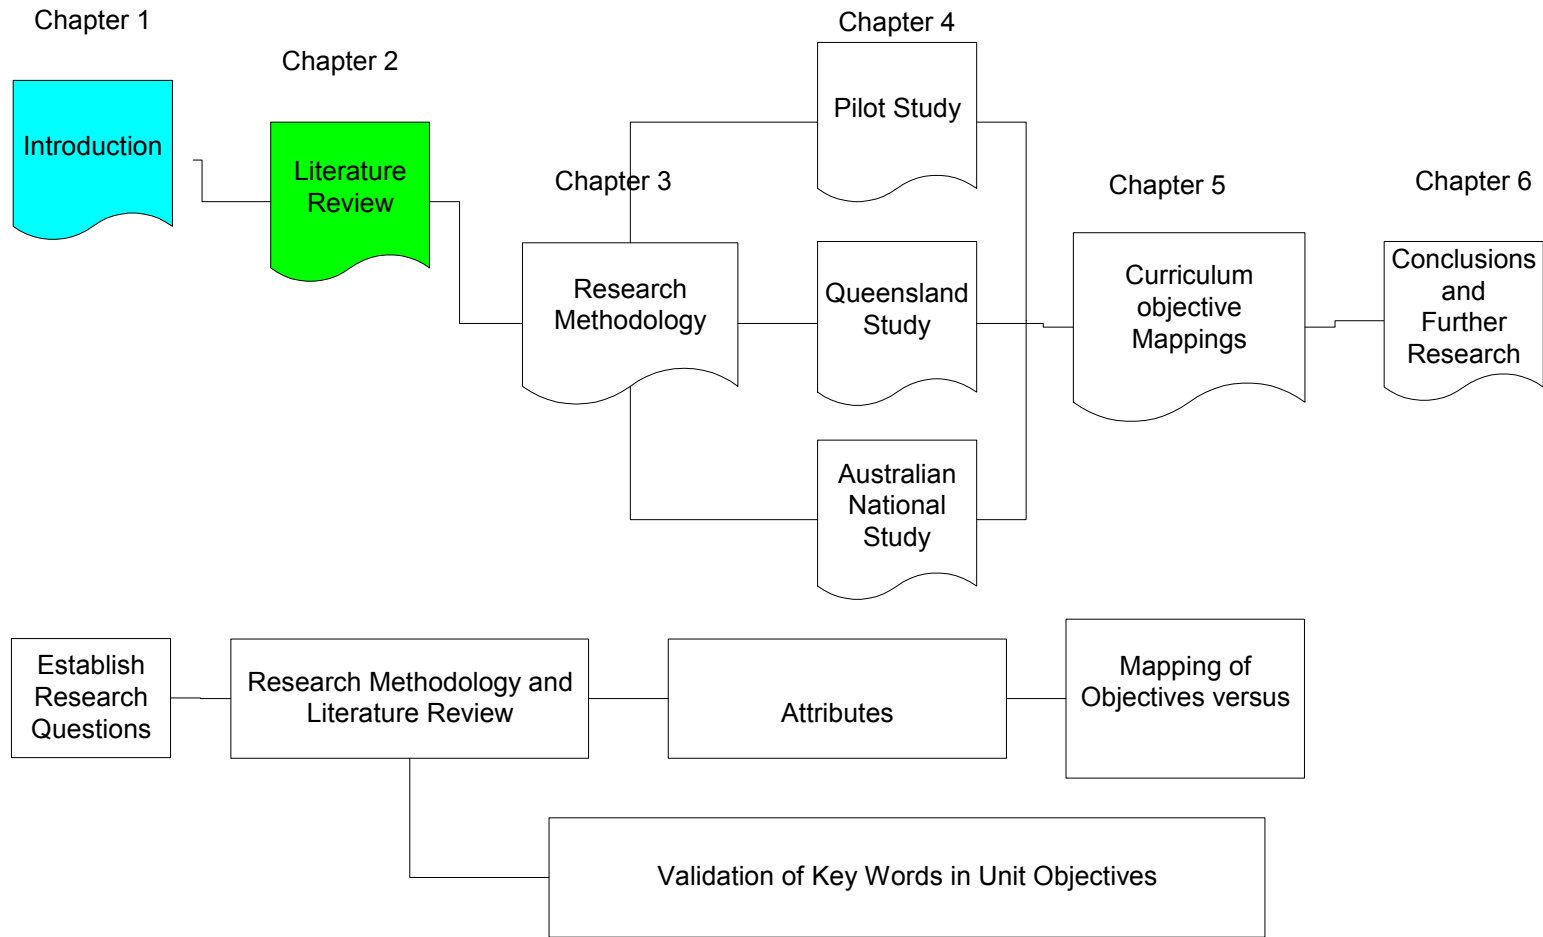 Chapter 1
Introduction
Chapter 2
Literature
Review
Chapter 3
Research
Methodology
Chapter 4
Pilot Study
Queensland
Study
Australian
National
Study
Chapter 5
Curriculum
objective
Mappings
Chapter 6
Conclusions
and
Further
Research
Establish
Research
Questions
Research Methodology and
Literature Review
Attributes
Mapping of
Objectives versus
Validation of Key Words in Unit Objectives